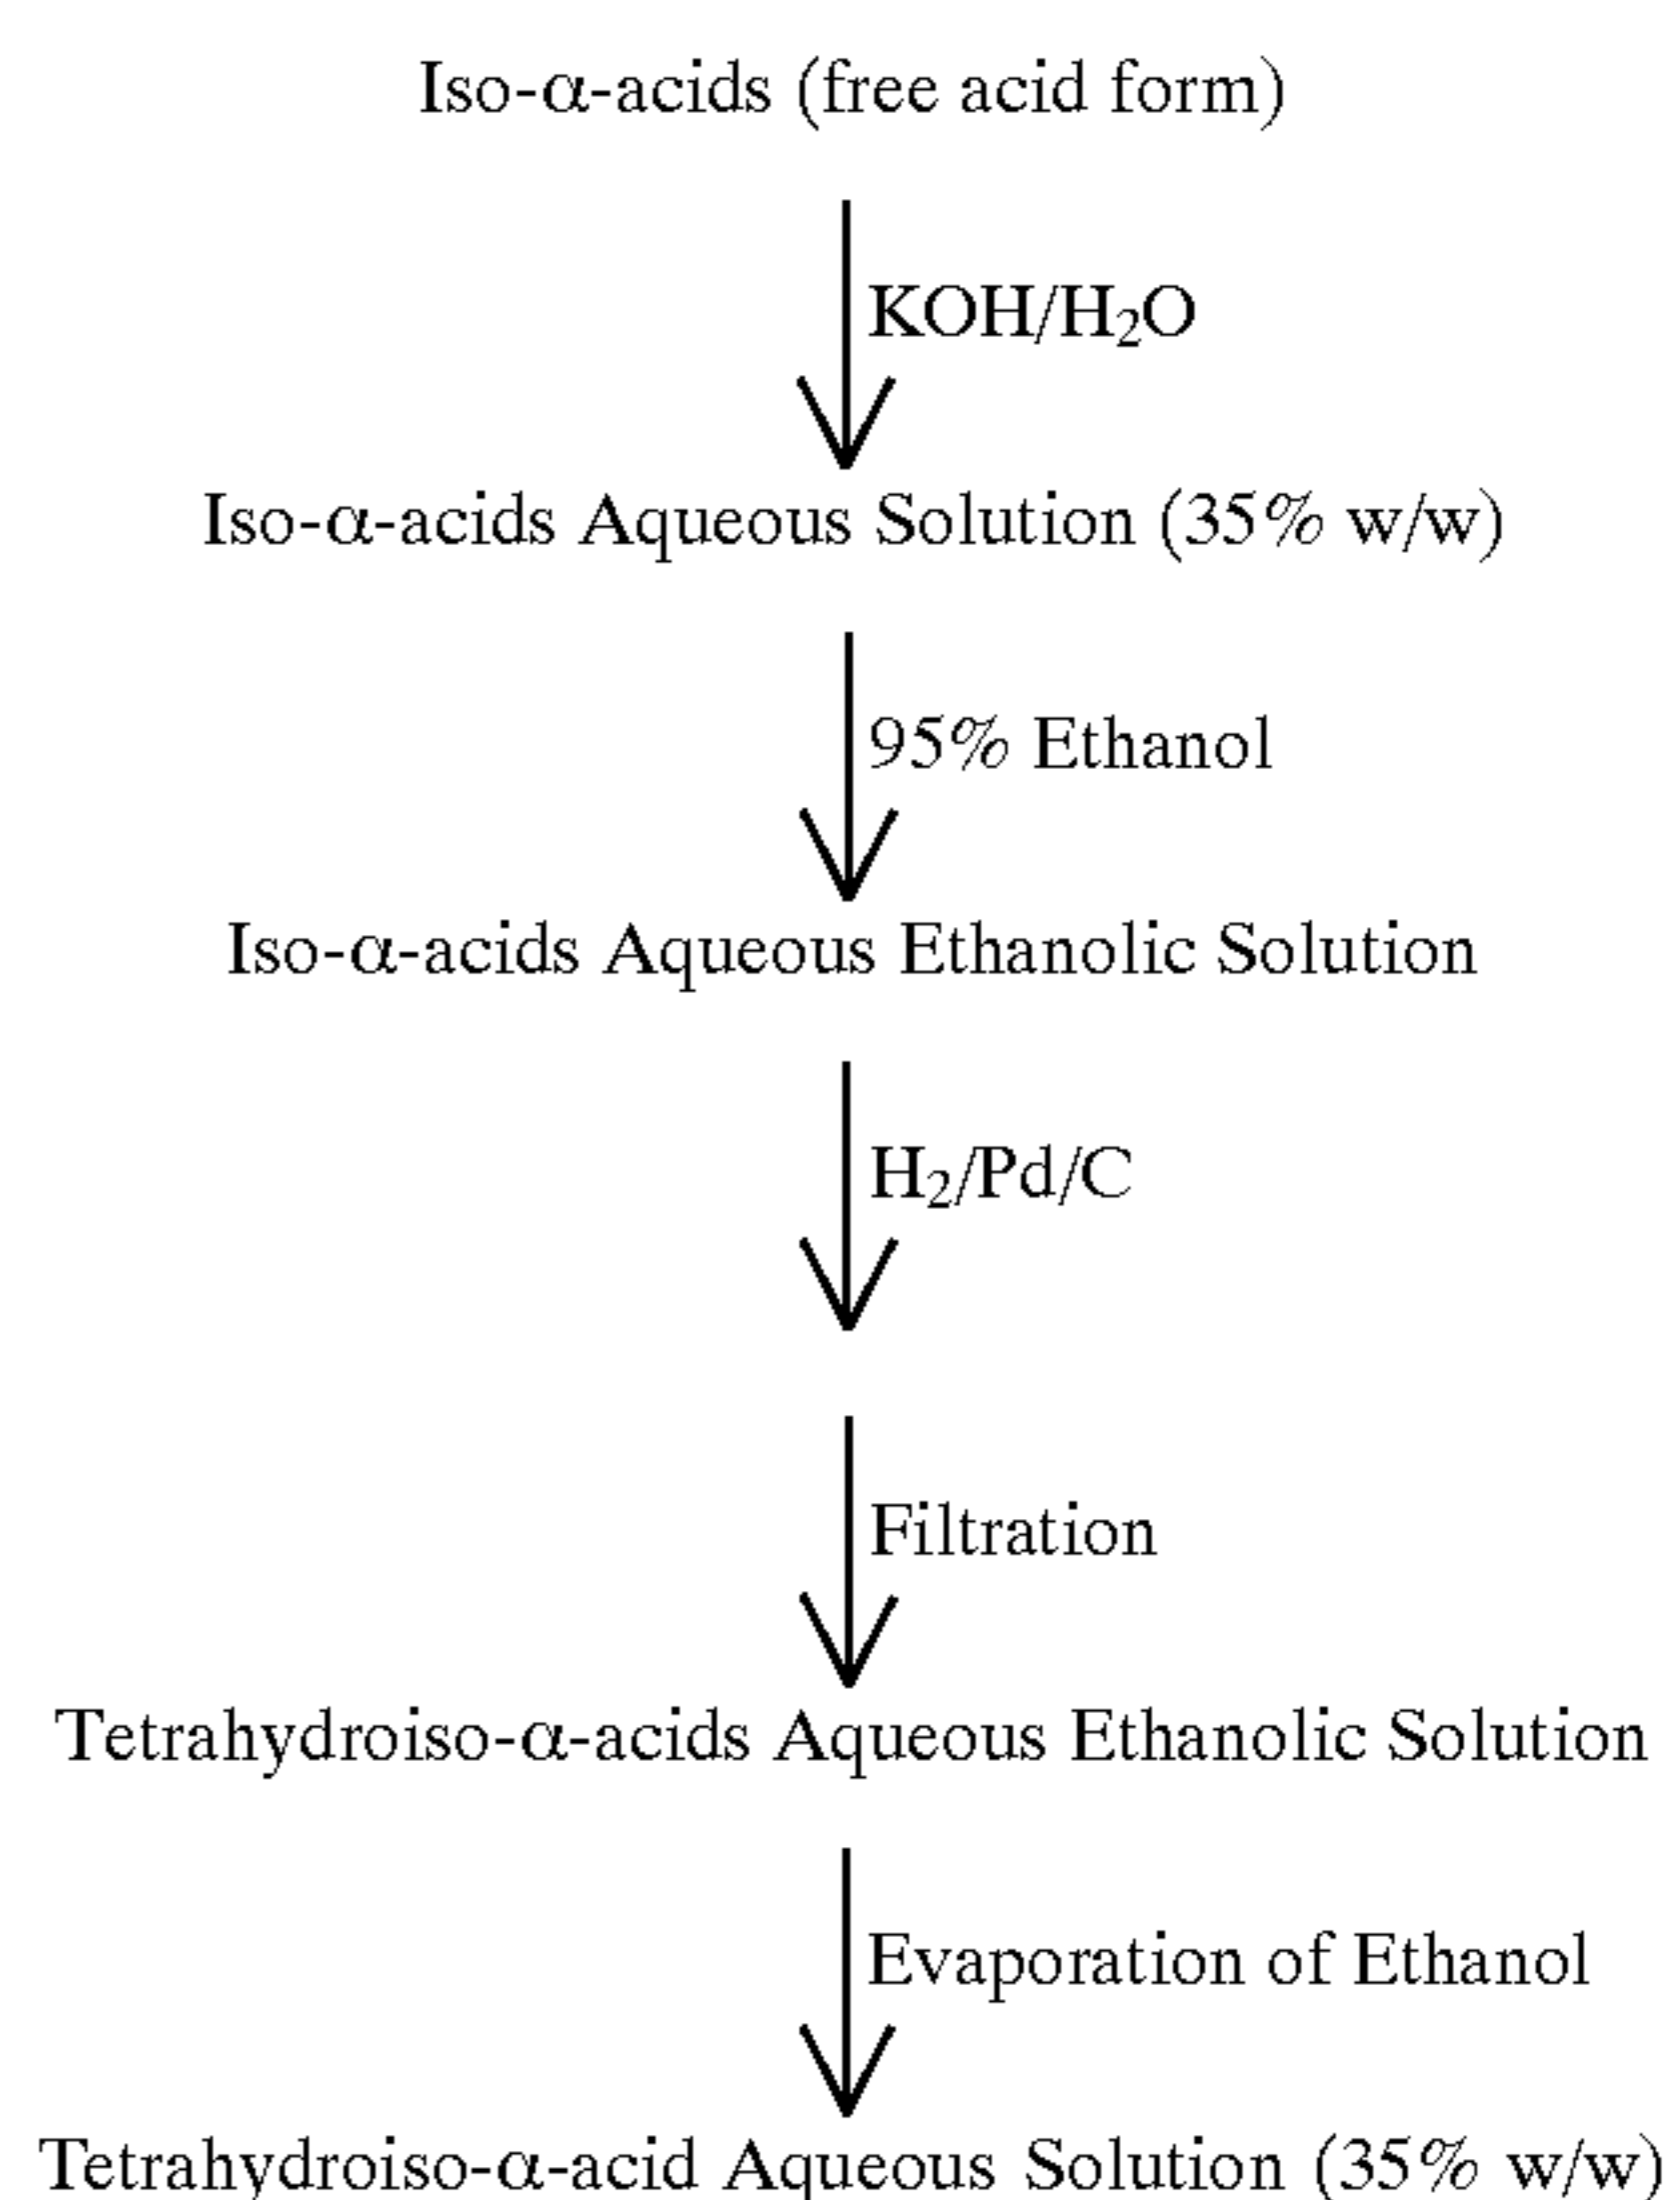 Iso-α-acids (free acid form)
KOH/H₂O
Iso-α-acids Aqueous Solution (35% w/w)
95% Ethanol
Iso-α-acids Aqueous Ethanolic Solution
H₂/Pd/C
Filtration
Tetrahydroiso-α-acids Aqueous Ethanolic Solution
Evaporation of Ethanol
Tetrahydroiso-α-acid Aqueous Solution (35% w/w)